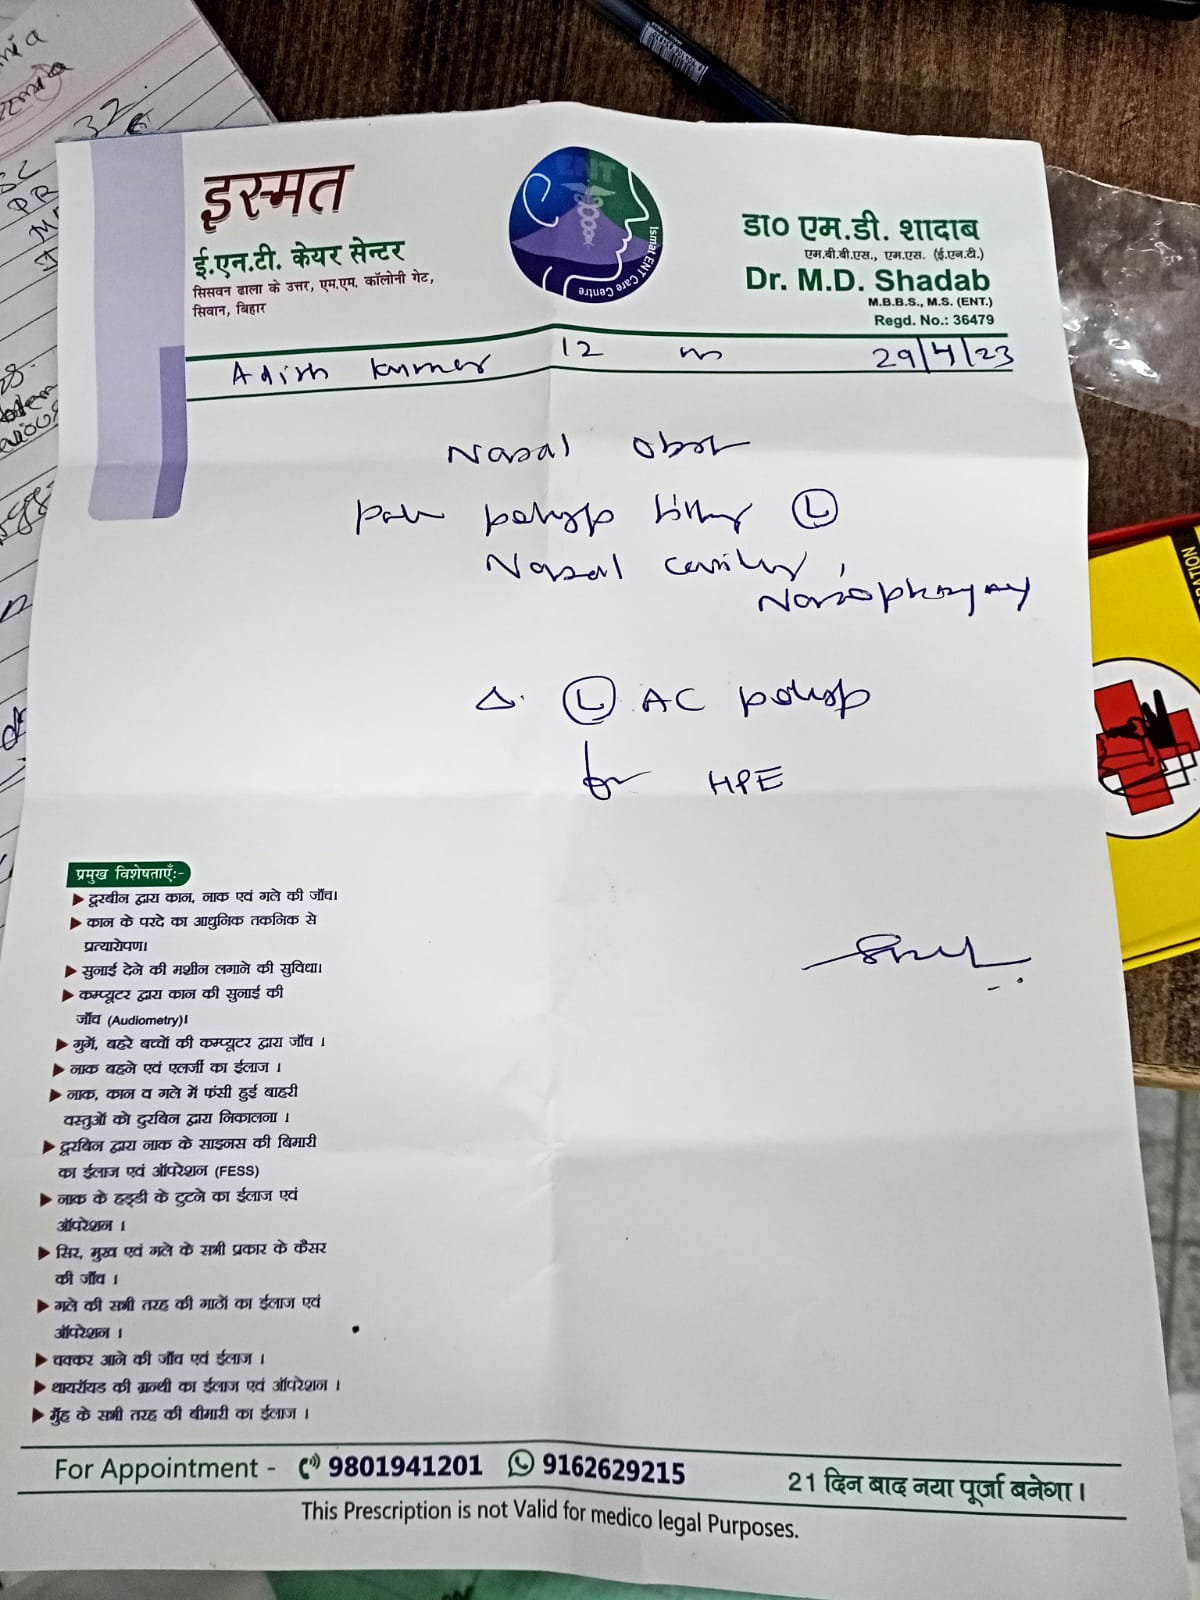 इस्मत
ई.एन.टी. केयर सेन्टर
सिसवन ढाला के उत्तर, एम.एम. कॉलोनी गेट,
सिवान, बिहार
ENT
Ismat ENT Care Centre
डा० एम.डी. शादाब
एम.बी.बी.एस., एम.एस. (ई.एन.टी.)
Dr. M.D. Shadab
M.B.B.S., M.S. (ENT.)
Regd. No.: 36479
Kumar 12 m 29/4/23
Nasal obst
Pale polyp filling Ⓛ
Nasal cavity,
Nasopharynx
Δ. Ⓛ AC polyp
for HPE
प्रमुख विशेषताएँ:-
दूरबीन द्वारा कान, नाक एवं गले की जाँच।
कान के परदे का आधुनिक तकनिक से
प्रत्यारोपण।
सुनाई देने की मशीन लगाने की सुविधा।
कम्प्यूटर द्वारा कान की सुनाई की
जाँच (Audiometry)।
गुगें, बहरे बच्चों की कम्प्यूटर द्वारा जाँच ।
नाक बहने एवं एलर्जी का ईलाज ।
नाक, कान व गले में फंसी हुई बाहरी
वस्तुओं को दुरबिन द्वारा निकालना ।
दूरबिन द्वारा नाक के साइनस की बिमारी
का ईलाज एवं ऑपरेशन (FESS)
नाक के हड्डी के टुटने का ईलाज एवं
ऑपरेशन ।
सिर, मुख एवं गले के सभी प्रकार के कैंसर
की जाँच ।
गले की सभी तरह की गाठों का ईलाज एवं
ऑपरेशन ।
चक्कर आने की जाँच एवं ईलाज ।
थायरॉयड की ग्रन्थी का ईलाज एवं ऑपरेशन ।
मुँह के सभी तरह की बीमारी का ईलाज ।
For Appointment - 9801941201 9162629215
21 दिन बाद नया पूर्जा बनेगा।
This Prescription is not Valid for medico legal Purposes.